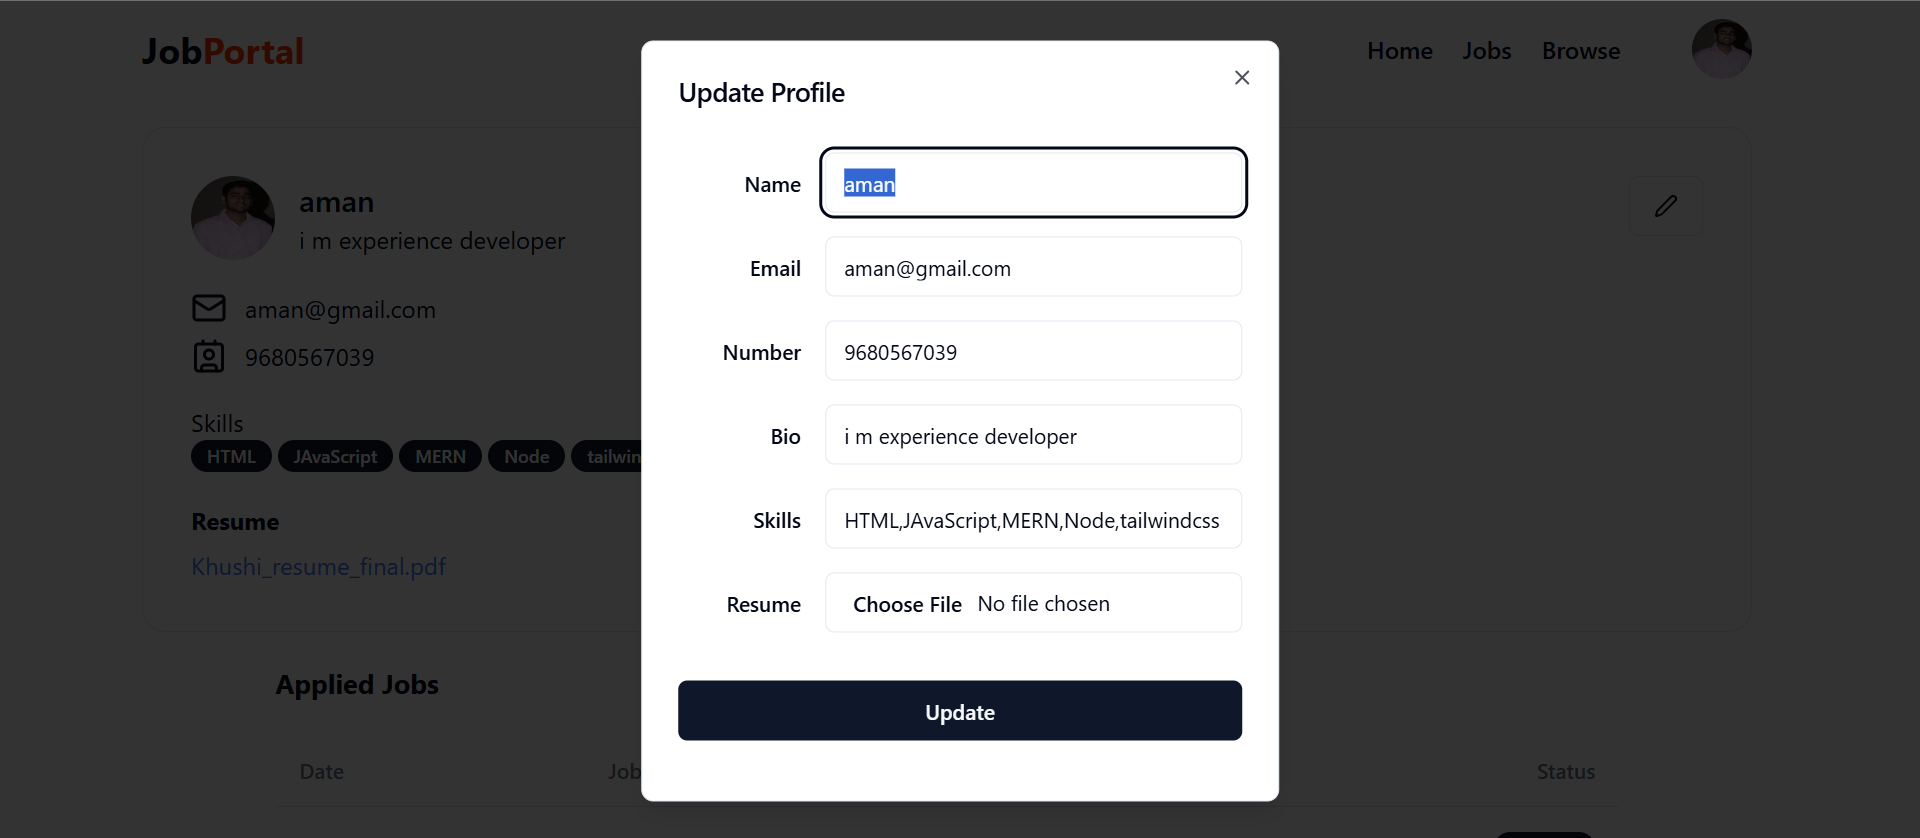 JobPortal
Home Jobs Browse
aman
i m experience developer
aman@gmail.com
9680567039
Skills
HTML JAvaScript MERN Node tailwin
Resume
Khushi_resume_final.pdf
Applied Jobs
Date Job Status
Update Profile
Name aman
Email aman@gmail.com
Number 9680567039
Bio i m experience developer
Skills HTML,JAvaScript,MERN,Node,tailwindcss
Resume Choose File No file chosen
Update